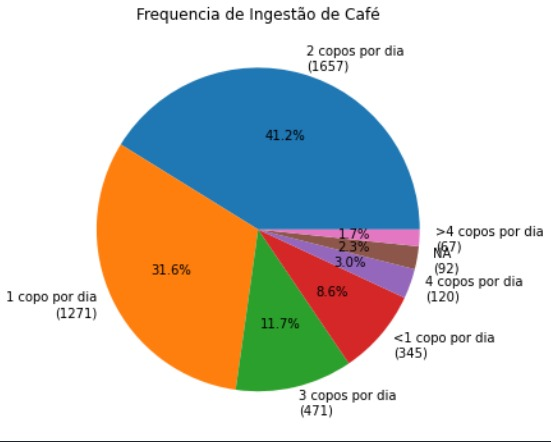 Frequencia de Ingestão de Café
2 copos por dia
(1657)
41.2%
1 copo por dia
(1271)
31.6%
3 copos por dia
(471)
11.7%
<1 copo por dia
(345)
8.6%
4 copos por dia
(120)
3.0%
NA
(92)
2.3%
>4 copos por dia
(67)
1.7%